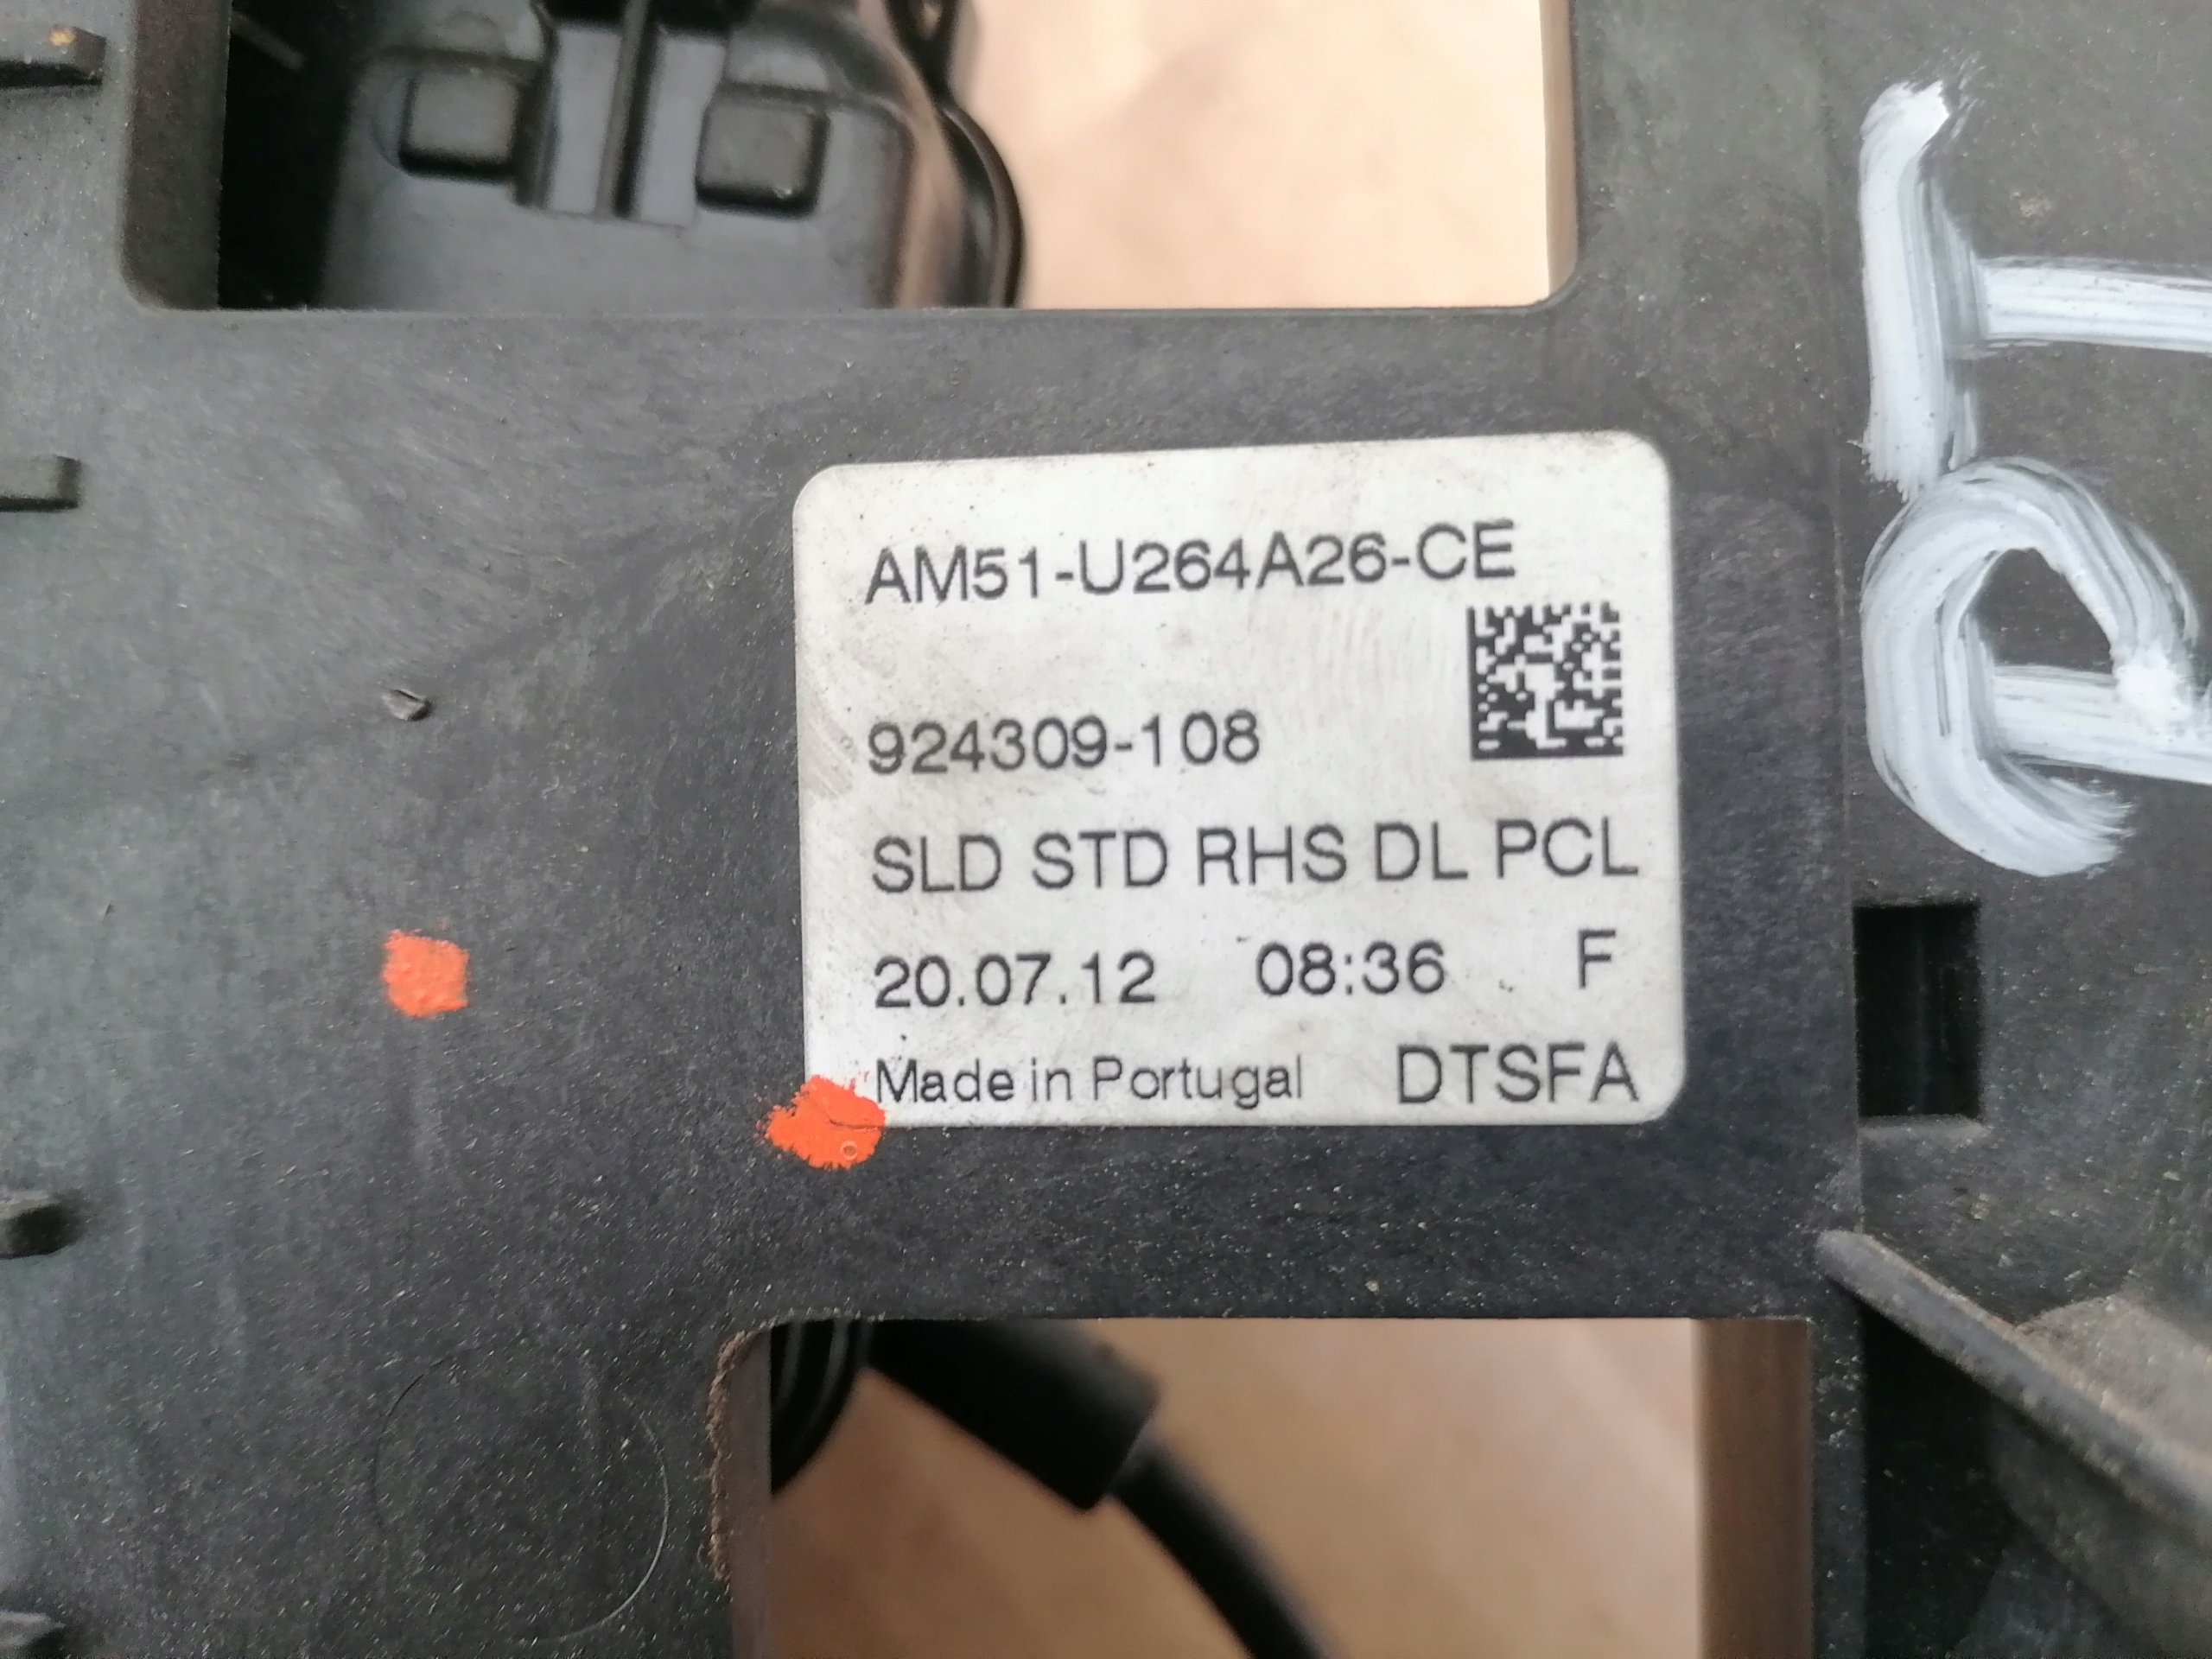 AM51-U264A26-CE
924309-108
SLD STD RHS DL PCL
20.07.12 08:36 F
Made in Portugal DTSFA